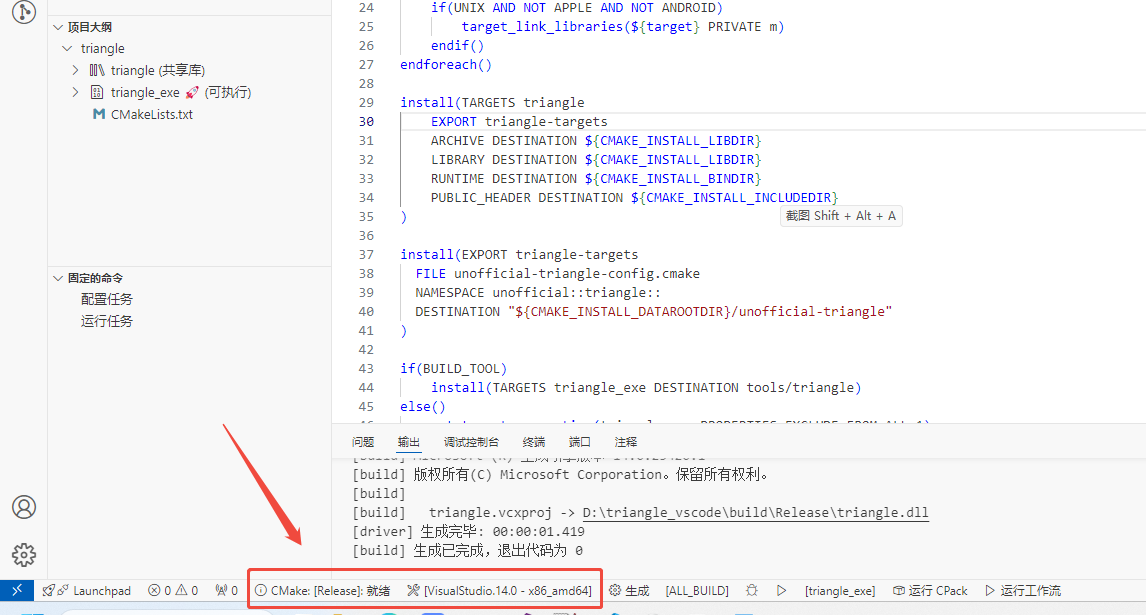 项目大纲
triangle
triangle (共享库)
triangle_exe 🚀 (可执行)
CMakeLists.txt
固定的命令
配置任务
运行任务
24 if(UNIX AND NOT APPLE AND NOT ANDROID)
25 target_link_libraries(${target} PRIVATE m)
26 endif()
27 endforeach()
28
29 install(TARGETS triangle
30 EXPORT triangle-targets
31 ARCHIVE DESTINATION ${CMAKE_INSTALL_LIBDIR}
32 LIBRARY DESTINATION ${CMAKE_INSTALL_LIBDIR}
33 RUNTIME DESTINATION ${CMAKE_INSTALL_BINDIR}
34 PUBLIC_HEADER DESTINATION ${CMAKE_INSTALL_INCLUDEDIR}
35 )
截图 Shift + Alt + A
36
37 install(EXPORT triangle-targets
38 FILE unofficial-triangle-config.cmake
39 NAMESPACE unofficial::triangle::
40 DESTINATION "${CMAKE_INSTALL_DATAROOTDIR}/unofficial-triangle"
41 )
42
43 if(BUILD_TOOL)
44 install(TARGETS triangle_exe DESTINATION tools/triangle)
45 else()
问题 输出 调试控制台 终端 端口 注释
[build] 版权所有(C) Microsoft Corporation。保留所有权利。
[build]
[build] triangle.vcxproj -> D:\triangle_vscode\build\Release\triangle.dll
[driver] 生成完毕: 00:00:01.419
[build] 生成已完成，退出代码为 0
Launchpad 0 0 0 CMake: [Release]: 就绪 [VisualStudio.14.0 - x86_amd64] 生成 [ALL_BUILD] [triangle_exe] 运行 CPack 运行工作流